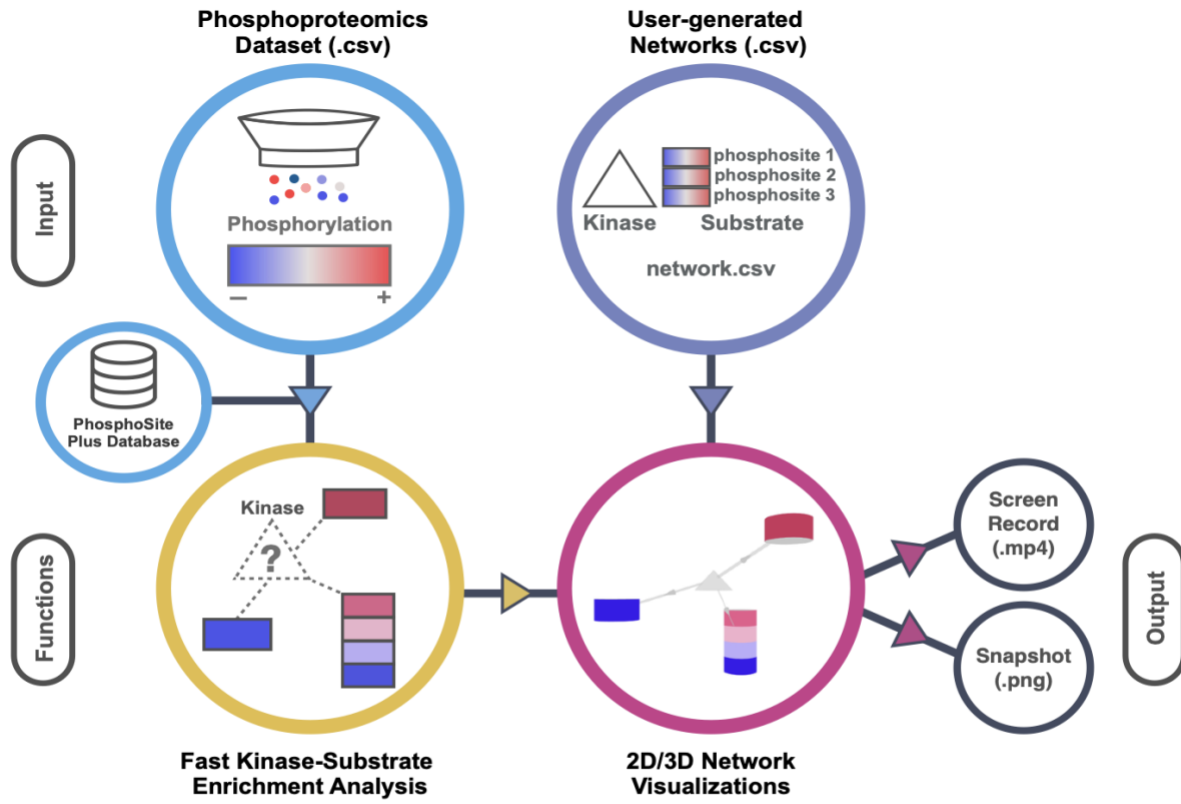 Phosphoproteomics
Dataset (.csv)
User-generated
Networks (.csv)
Input
Phosphorylation
–
+
phosphosite 1
phosphosite 2
phosphosite 3
Kinase
Substrate
network.csv
PhosphoSite
Plus Database
Functions
Kinase
?
Screen
Record
(.mp4)
Snapshot
(.png)
Output
Fast Kinase-Substrate
Enrichment Analysis
2D/3D Network
Visualizations